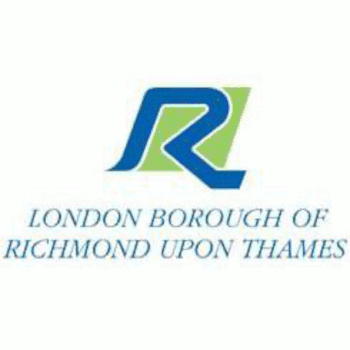 R
LONDON BOROUGH OF
RICHMOND UPON THAMES